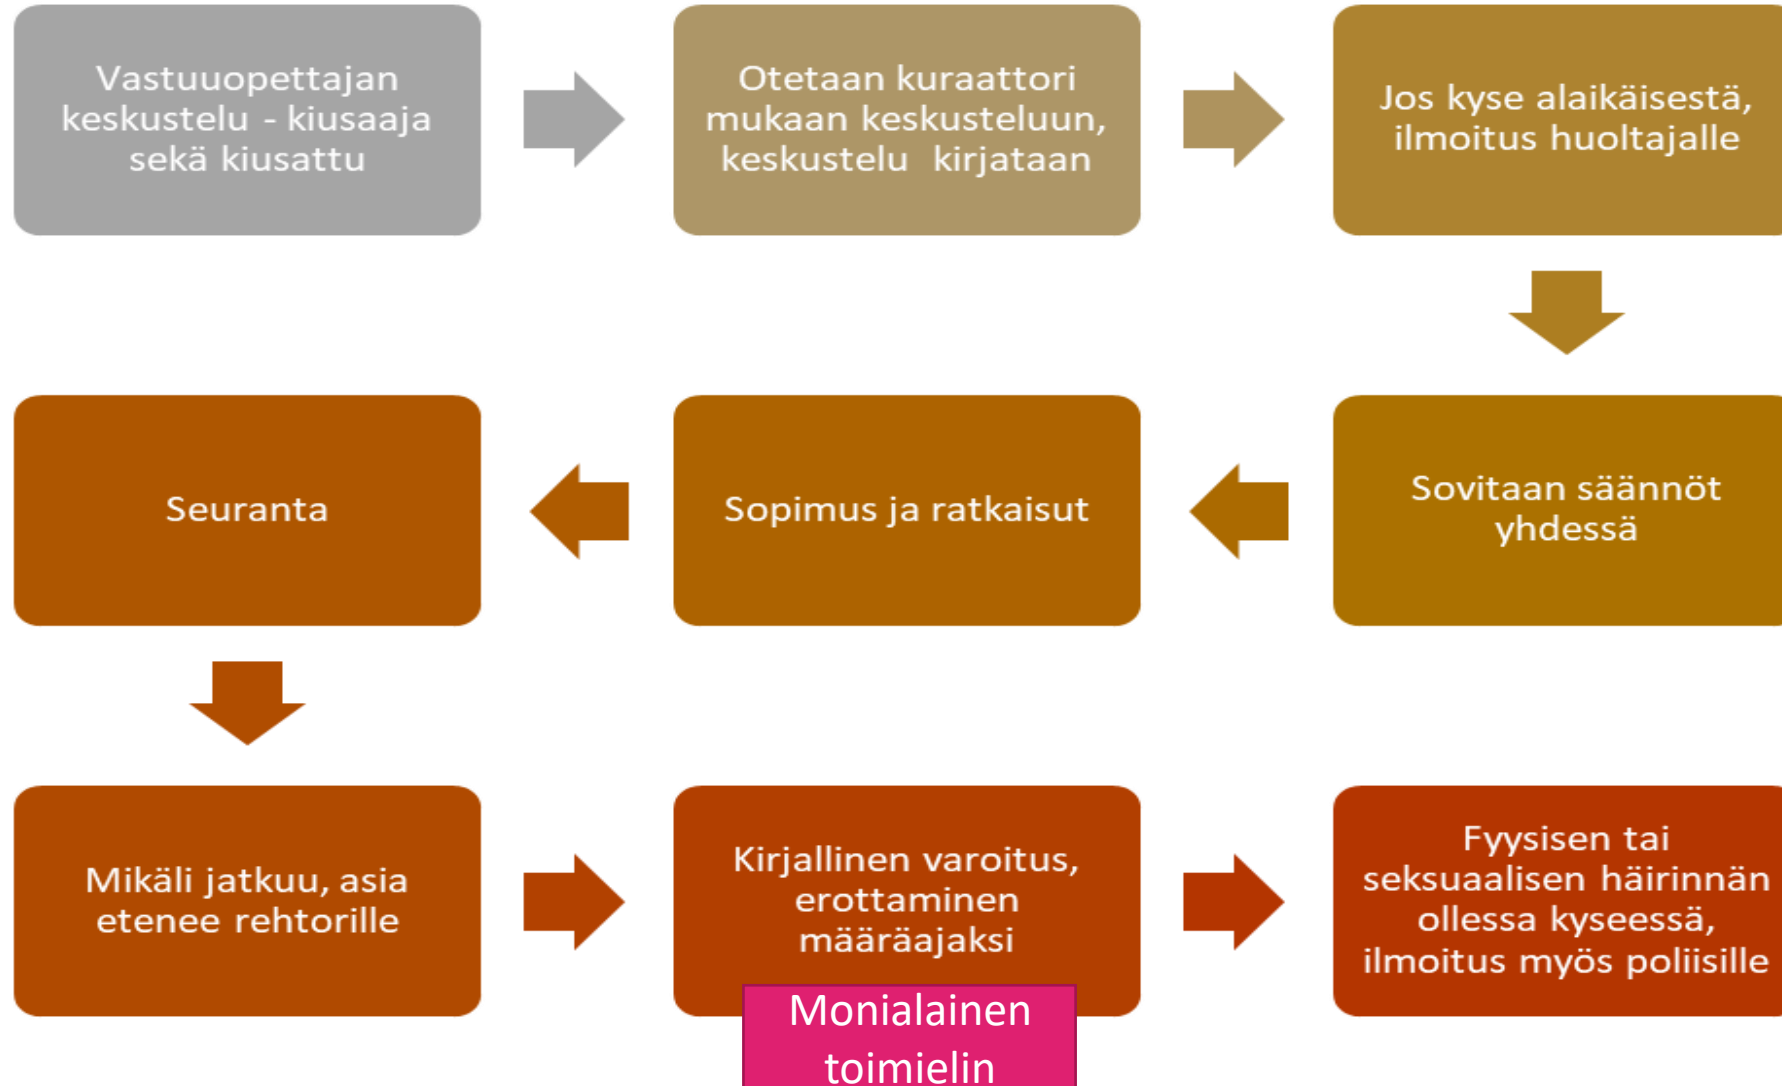 Vastuuopettajan
keskustelu - kiusaaja
sekä kiusattu
Otetaan kuraattori
mukaan keskusteluun,
keskustelu kirjataan
Jos kyse alaikäisestä,
ilmoitus huoltajalle
Sovitaan säännöt
yhdessä
Sopimus ja ratkaisut
Seuranta
Mikäli jatkuu, asia
etenee rehtorille
Kirjallinen varoitus,
erottaminen
määräajaksi
Monialainen
toimielin
Fyysisen tai
seksuaalisen häirinnän
ollessa kyseessä,
ilmoitus myös poliisille